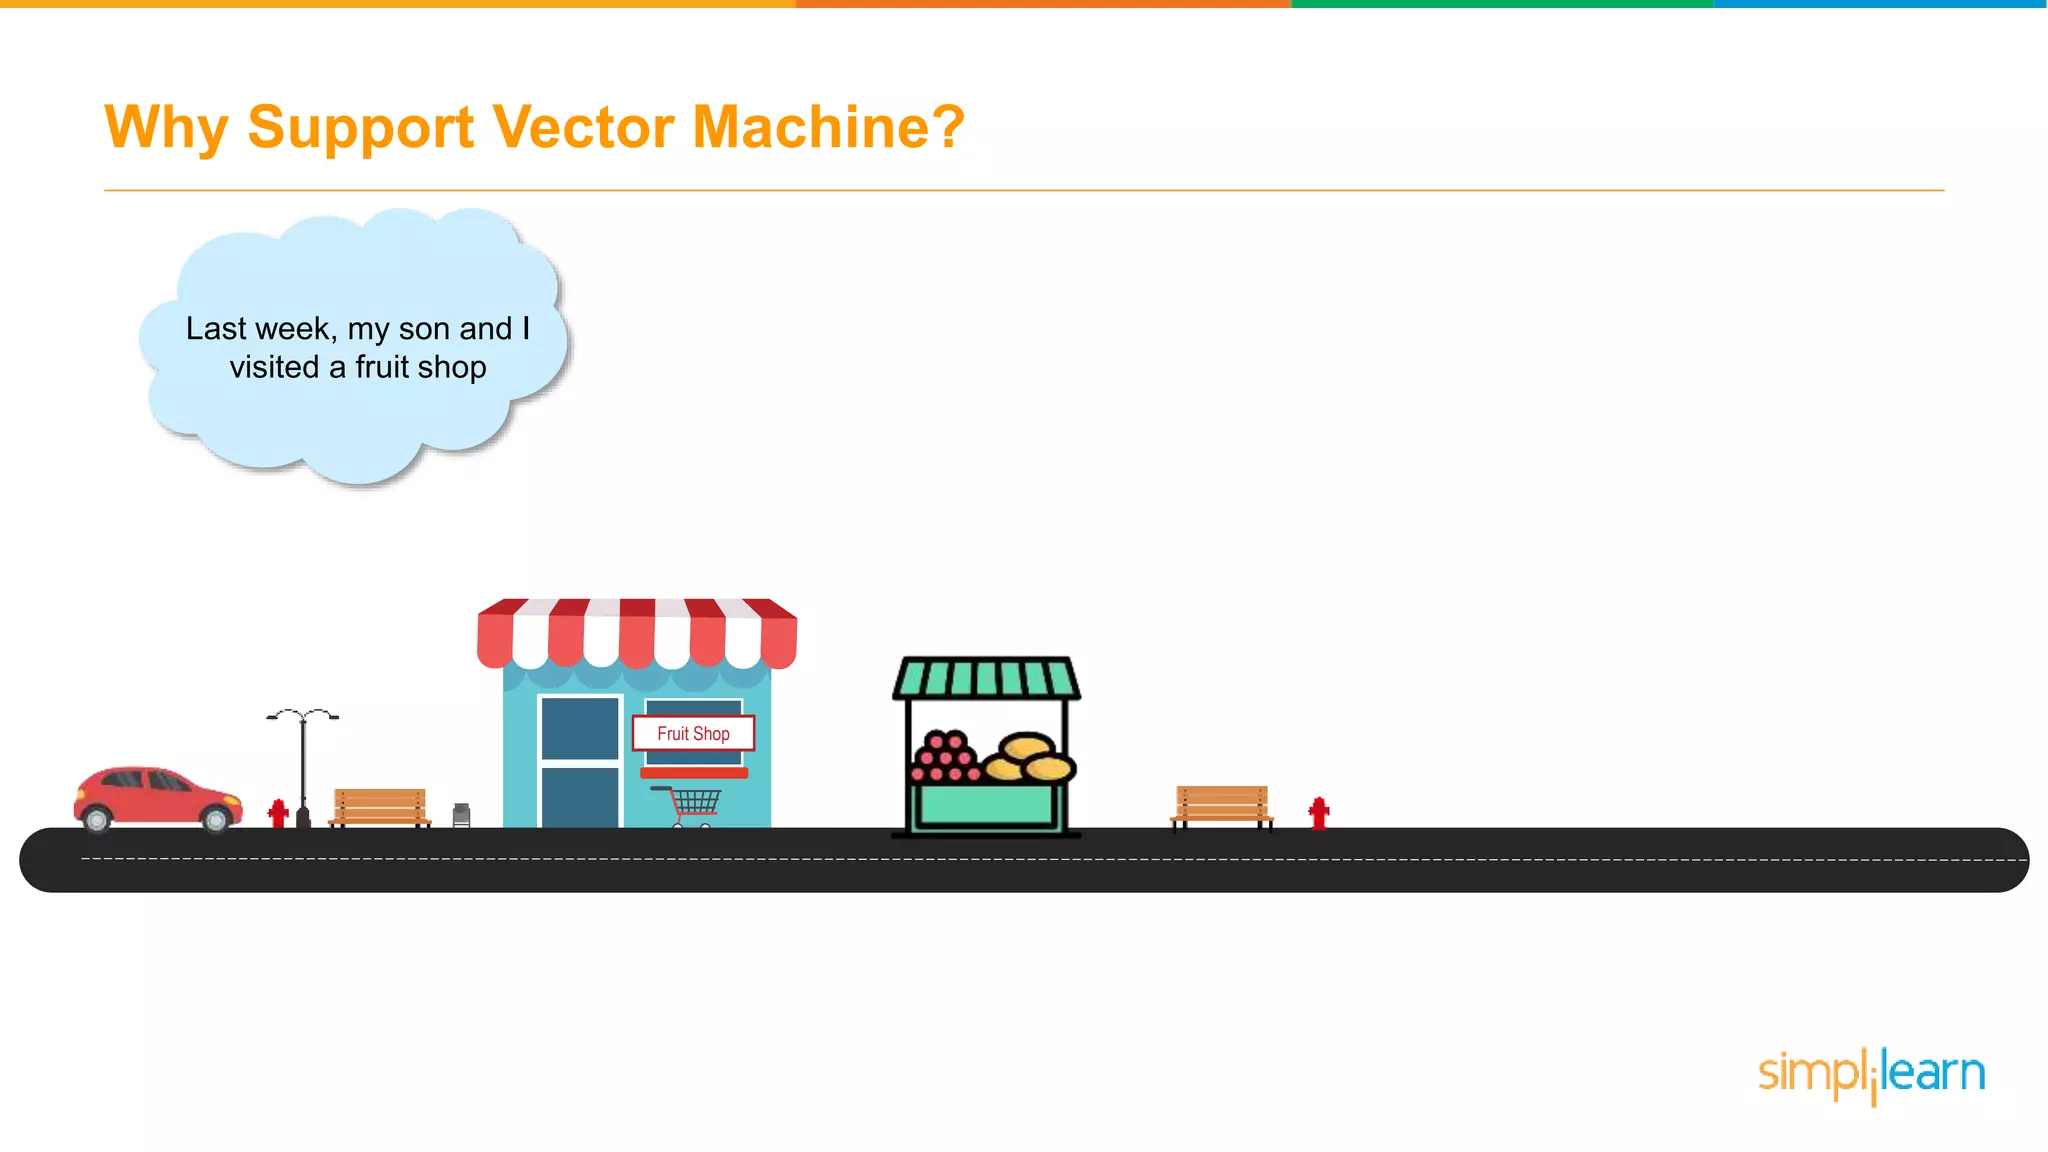 Why Support Vector Machine?
Last week, my son and I
visited a fruit shop
Fruit Shop
simplilearn